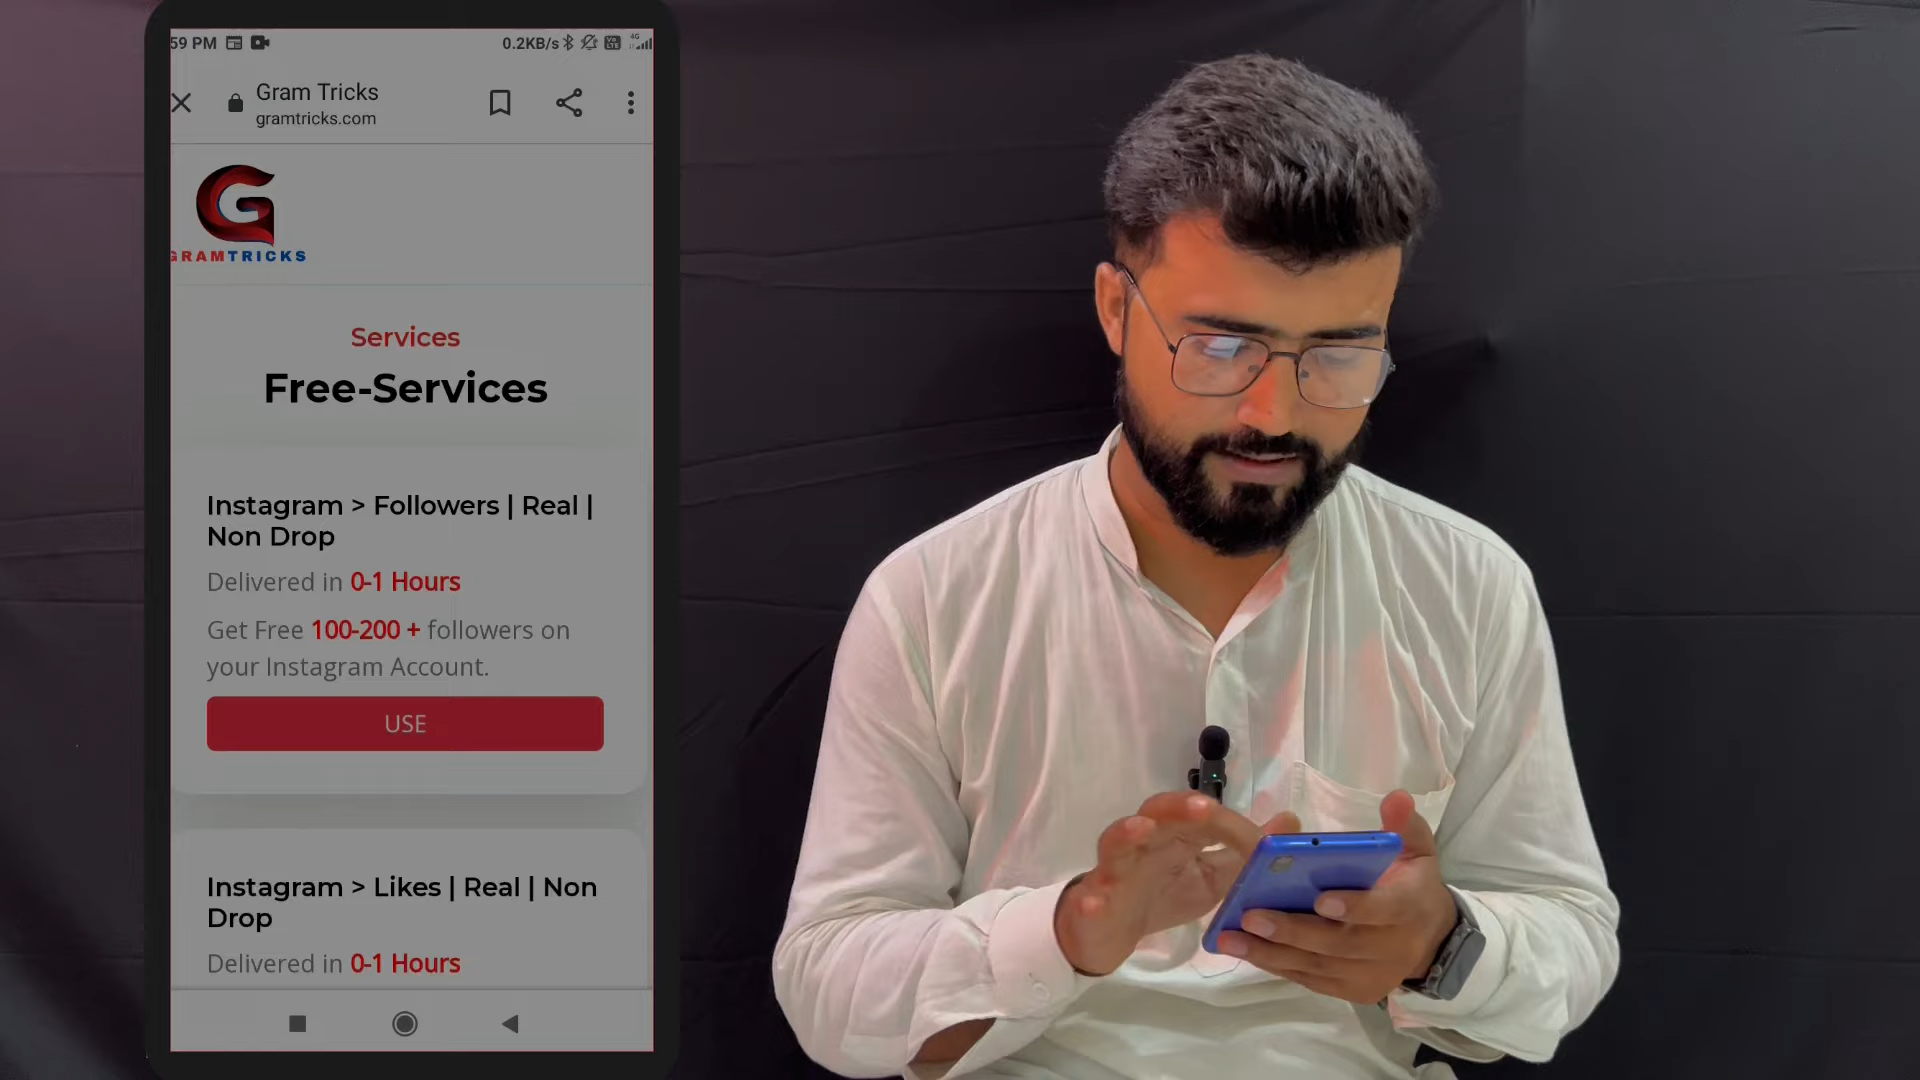 59 PM
0.2KB/s
4G
Gram Tricks
gramtricks.com
GRAMTRICKS
Services
Free-Services
Instagram > Followers | Real |
Non Drop
Delivered in 0-1 Hours
Get Free 100-200 + followers on
your Instagram Account.
USE
Instagram > Likes | Real | Non
Drop
Delivered in 0-1 Hours